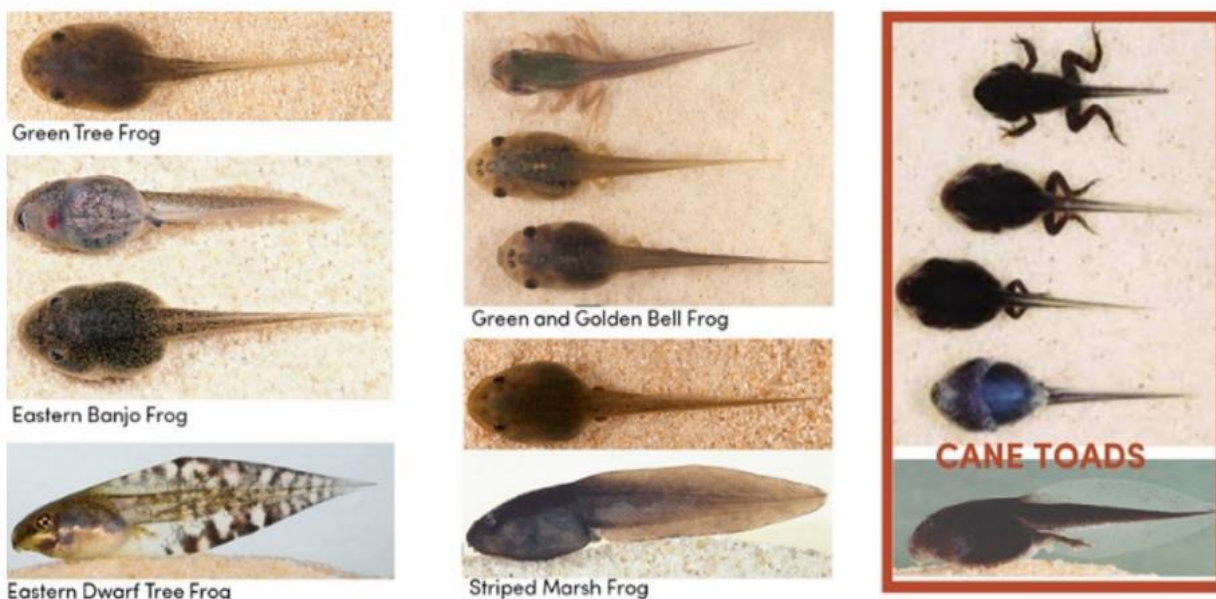 Green Tree Frog
Eastern Banjo Frog
Eastern Dwarf Tree Frog
Green and Golden Bell Frog
Striped Marsh Frog
CANE TOADS